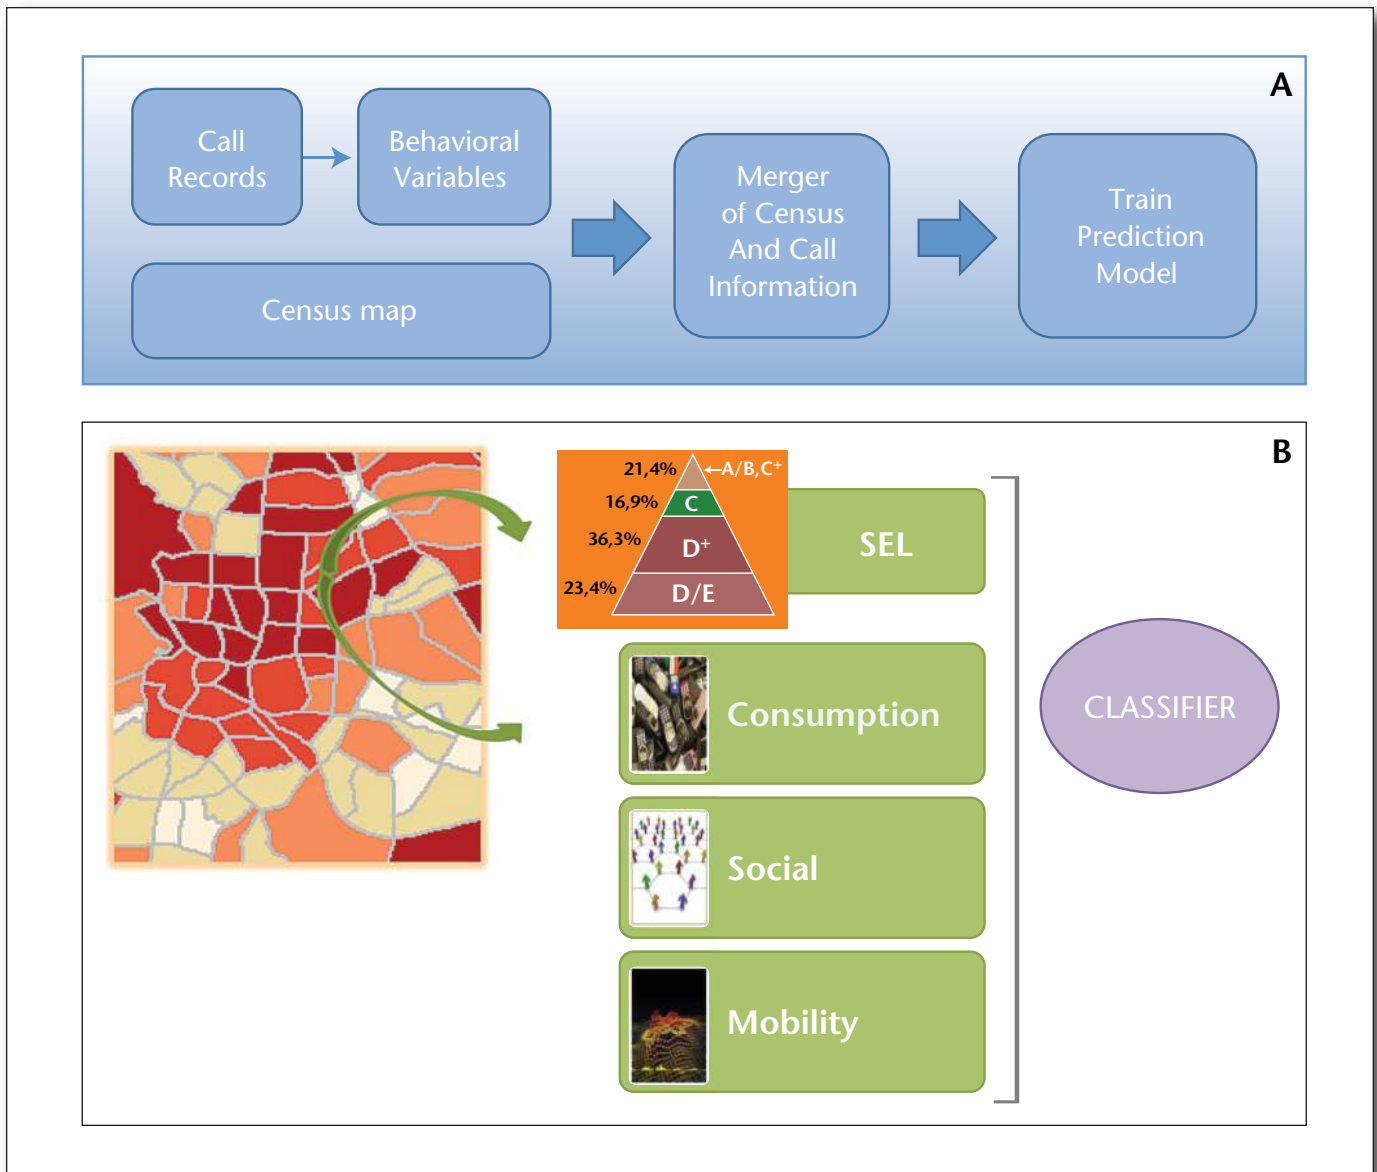 A
Call
Records
Behavioral
Variables
Census map
Merger
of Census
And Call
Information
Train
Prediction
Model
B
21,4%
←A/B,C⁺
16,9%
C
36,3%
D⁺
23,4%
D/E
SEL
Consumption
Social
Mobility
CLASSIFIER